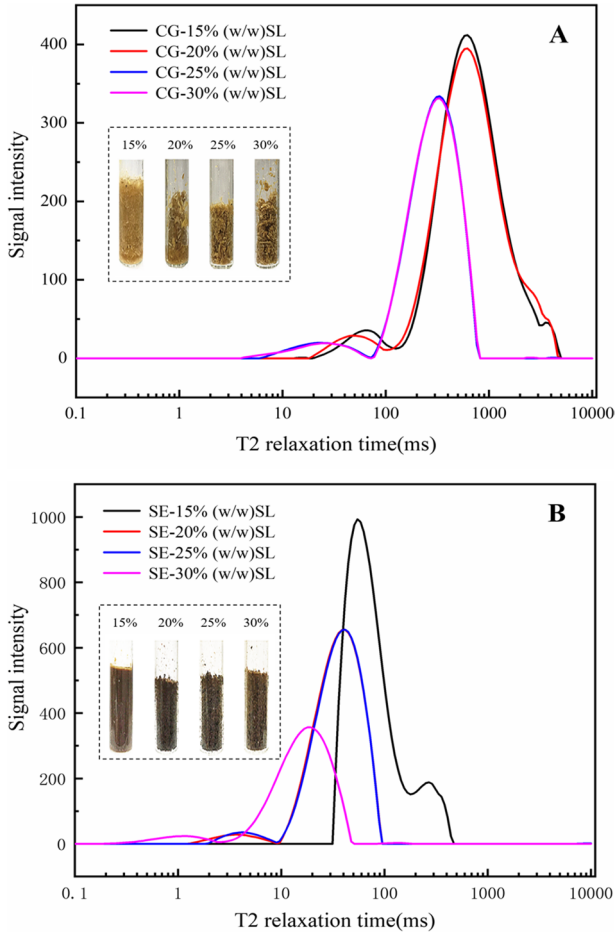 CG-15% (w/w)SL
CG-20% (w/w)SL
CG-25% (w/w)SL
CG-30% (w/w)SL
A
15% 20% 25% 30%
Signal intensity
400
300
200
100
0
0.1 1 10 100 1000 10000
T2 relaxation time(ms)
SE-15% (w/w)SL
SE-20% (w/w)SL
SE-25% (w/w)SL
SE-30% (w/w)SL
B
15% 20% 25% 30%
Signal intensity
1000
800
600
400
200
0
0. 1 1 10 100 1000 10000
T2 relaxation time(ms)